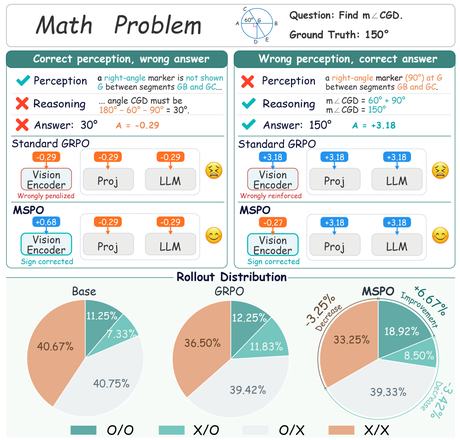 Math Problem
C
60°
A
G
B
D
E
Question: Find m∠CGD.
Ground Truth: 150°
Correct perception, wrong answer
Perception
a right-angle marker is not shown
G between segments GB and GC...
Reasoning
... angle CGD must be
180° - 60° - 90° = 30°.
Answer: 30°
A = -0.29
Standard GRPO
-0.29
-0.29
-0.29
Vision
Encoder
Proj
LLM
Wrongly penalized
MSPO
+0.68
-0.29
-0.29
Vision
Encoder
Proj
LLM
Sign corrected
Wrong perception, correct answer
Perception
a right-angle marker (90°) at G
between segments GB and GC.
Reasoning
m∠CGD = 60° + 90°
m∠CGD = 150°
Answer: 150°
A = +3.18
Standard GRPO
+3.18
+3.18
+3.18
Vision
Encoder
Proj
LLM
Wrongly reinforced
MSPO
-0.27
+3.18
+3.18
Vision
Encoder
Proj
LLM
Sign corrected
Rollout Distribution
Base
11.25%
7.33%
40.67%
40.75%
GRPO
12.25%
11.83%
36.50%
39.42%
MSPO
-3.25%
Decrease
+6.67%
Improvement
33.25%
18.92%
8.50%
39.33%
-3.42%
Decrease
O/O
X/O
O/X
X/X